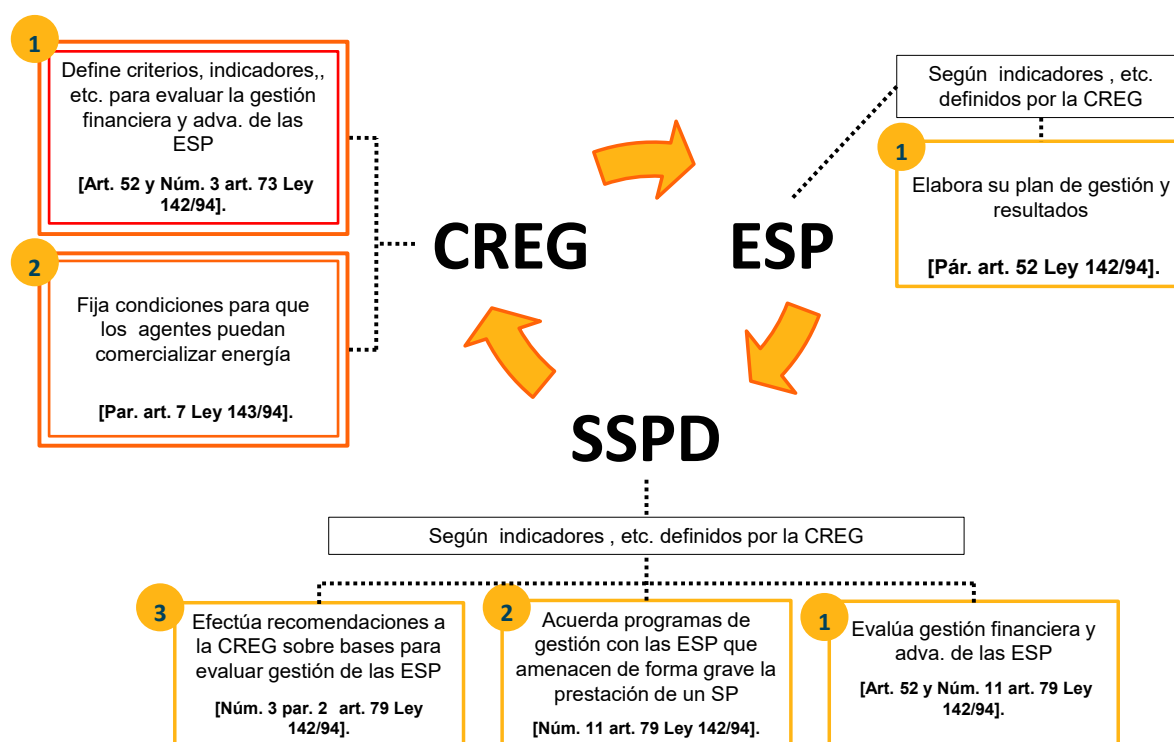 1
Define criterios, indicadores,,
etc. para evaluar la gestión
financiera y adva. de las
ESP
[Art. 52 y Núm. 3 art. 73 Ley
142/94].
2
Fija condiciones para que
los agentes puedan
comercializar energía
[Par. art. 7 Ley 143/94].
CREG
ESP
Según indicadores , etc.
definidos por la CREG
1
Elabora su plan de gestión y
resultados
[Pár. art. 52 Ley 142/94].
SSPD
Según indicadores , etc. definidos por la CREG
3
Efectúa recomendaciones a
la CREG sobre bases para
evaluar gestión de las ESP
[Núm. 3 par. 2 art. 79 Ley
142/94].
2
Acuerda programas de
gestión con las ESP que
amenacen de forma grave la
prestación de un SP
[Núm. 11 art. 79 Ley 142/94].
1
Evalúa gestión financiera y
adva. de las ESP
[Art. 52 y Núm. 11 art. 79 Ley
142/94].